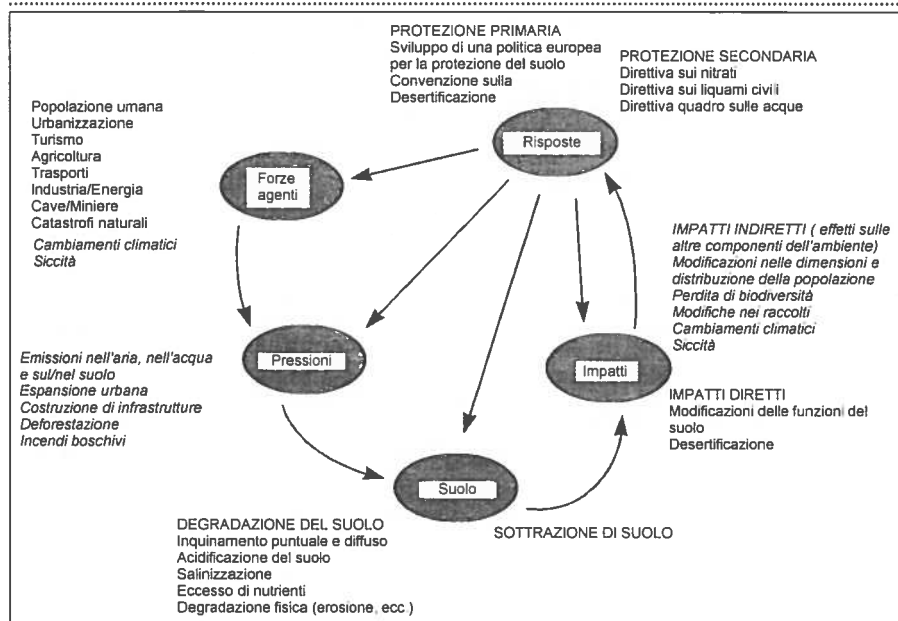 PROTEZIONE PRIMARIA
Sviluppo di una politica europea
per la protezione del suolo
Convenzione sulla
Desertificazione
PROTEZIONE SECONDARIA
Direttiva sui nitrati
Direttiva sui liquami civili
Direttiva quadro sulle acque
Risposte
Popolazione umana
Urbanizzazione
Turismo
Agricoltura
Trasporti
Industria/Energia
Cave/Miniere
Catastrofi naturali
Cambiamenti climatici
Siccità
Forze
agenti
IMPATTI INDIRETTI ( effetti sulle
altre componenti dell'ambiente)
Modificazioni nelle dimensioni e
distribuzione della popolazione
Perdita di biodiversità
Modifiche nei raccolti
Cambiamenti climatici
Siccità
Pressioni
Impatti
Emissioni nell'aria, nell'acqua
e sul/nel suolo
Espansione urbana
Costruzione di infrastrutture
Deforestazione
Incendi boschivi
IMPATTI DIRETTI
Modificazioni delle funzioni del
suolo
Desertificazione
Suolo
SOTTRAZIONE DI SUOLO
DEGRADAZIONE DEL SUOLO
Inquinamento puntuale e diffuso
Acidificazione del suolo
Salinizzazione
Eccesso di nutrienti
Degradazione fisica (erosione, ecc.)